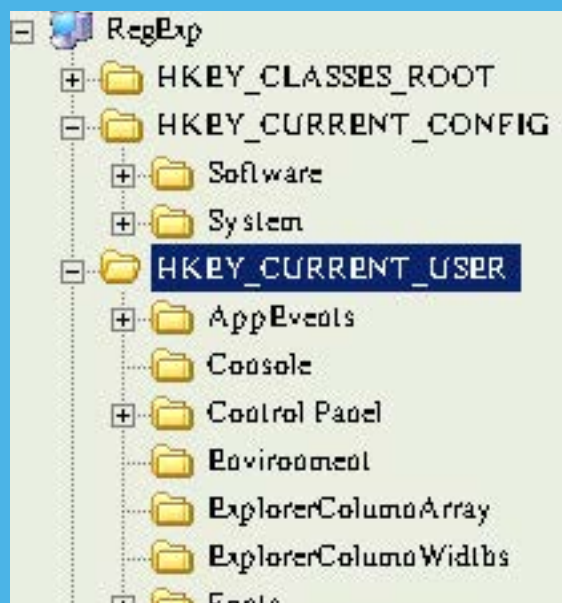 RegExp
HKEY_CLASSES_ROOT
HKEY_CURRENT_CONFIG
Software
System
HKEY_CURRENT_USER
AppEvents
Console
Control Panel
Environment
ExplorerColumnArray
ExplorerColumnWidths